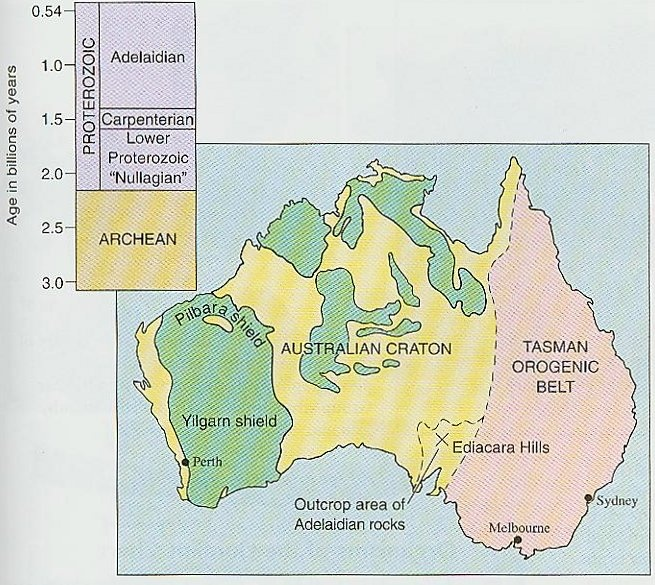 Age in billions of years
0.54
1.0
1.5
2.0
2.5
3.0
PROTEROZOIC
Adelaidian
Carpenterian
Lower
Proterozoic
"Nullagian"
ARCHEAN
Pilbara shield
AUSTRALIAN CRATON
TASMAN
OROGENIC
BELT
Yilgarn shield
Ediacara Hills
Perth
Outcrop area of
Adelaidian rocks
Sydney
Melbourne